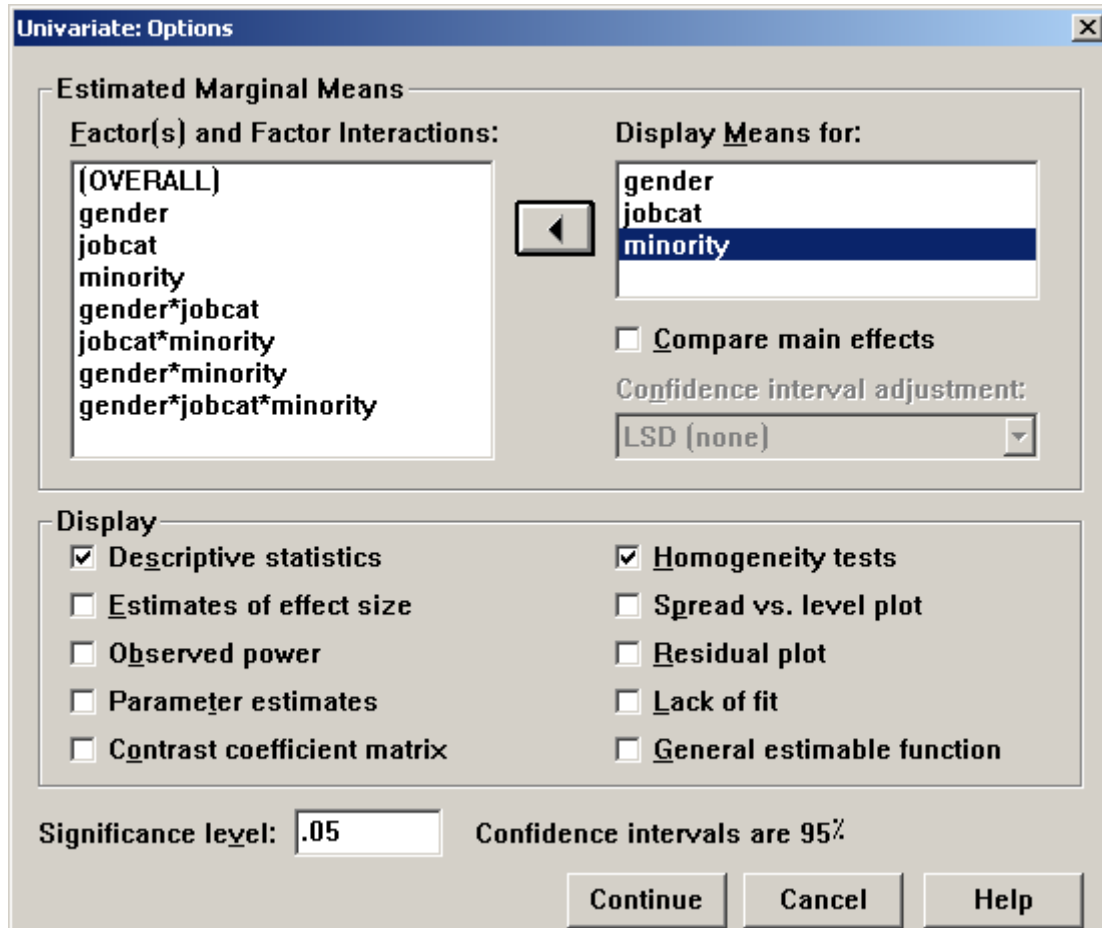 Univariate: Options
Estimated Marginal Means
Factor(s) and Factor Interactions:
(OVERALL)
gender
jobcat
minority
gender*jobcat
jobcat*minority
gender*minority
gender*jobcat*minority
Display Means for:
gender
jobcat
minority
Compare main effects
Confidence interval adjustment:
LSD (none)
Display
Descriptive statistics
Estimates of effect size
Observed power
Parameter estimates
Contrast coefficient matrix
Homogeneity tests
Spread vs. level plot
Residual plot
Lack of fit
General estimable function
Significance level: .05 Confidence intervals are 95%
Continue Cancel Help